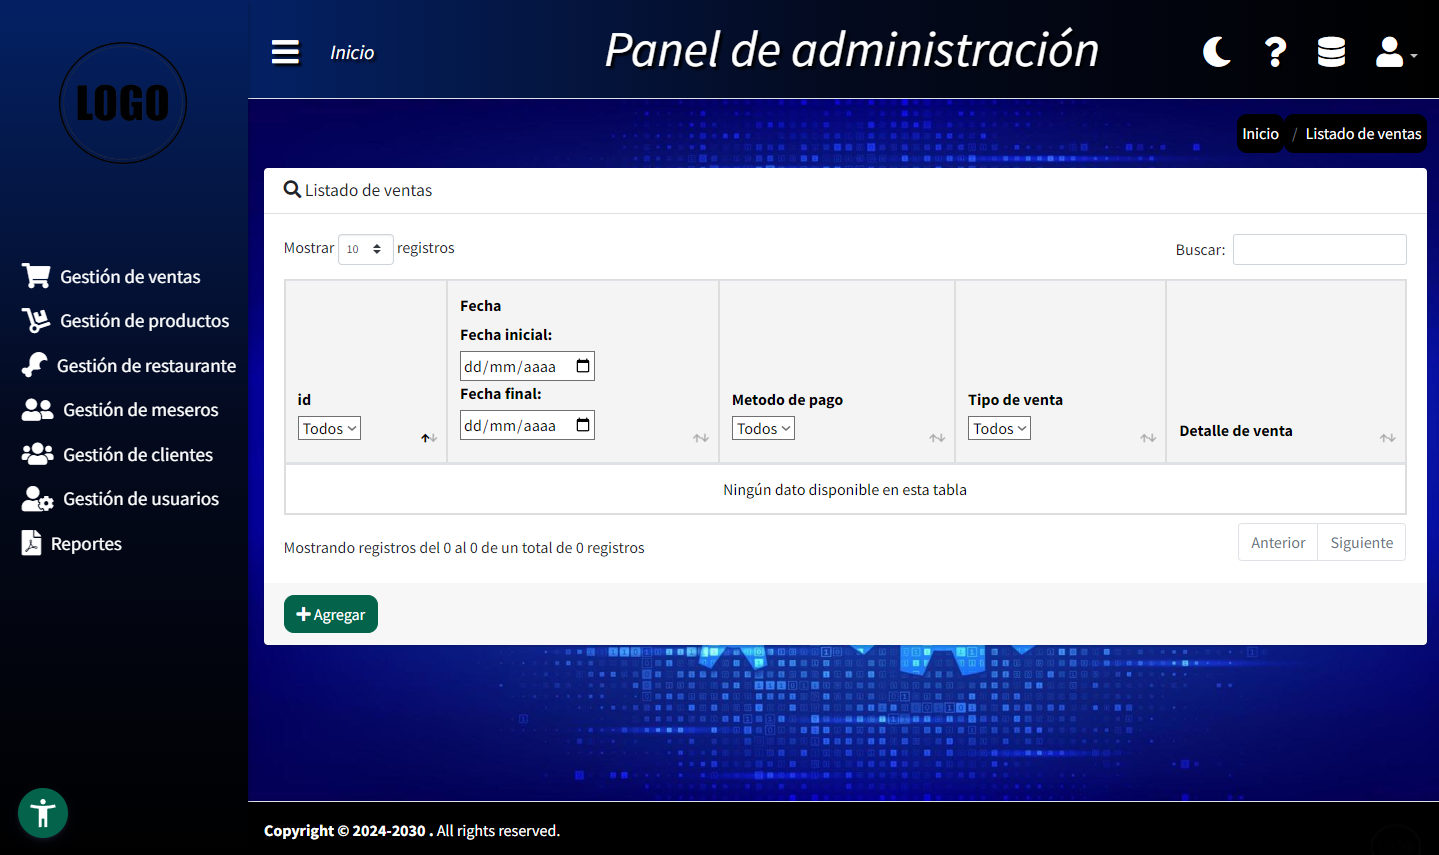 LOGO
Inicio
Panel de administración
Inicio / Listado de ventas
Gestión de ventas
Gestión de productos
Gestión de restaurante
Gestión de meseros
Gestión de clientes
Gestión de usuarios
Reportes
Listado de ventas
Mostrar 10 registros
Buscar:
id
Todos
Fecha
Fecha inicial:
dd/mm/aaaa
Fecha final:
dd/mm/aaaa
Metodo de pago
Todos
Tipo de venta
Todos
Detalle de venta
Ningún dato disponible en esta tabla
Mostrando registros del 0 al 0 de un total de 0 registros
Anterior Siguiente
Agregar
Copyright © 2024-2030 . All rights reserved.